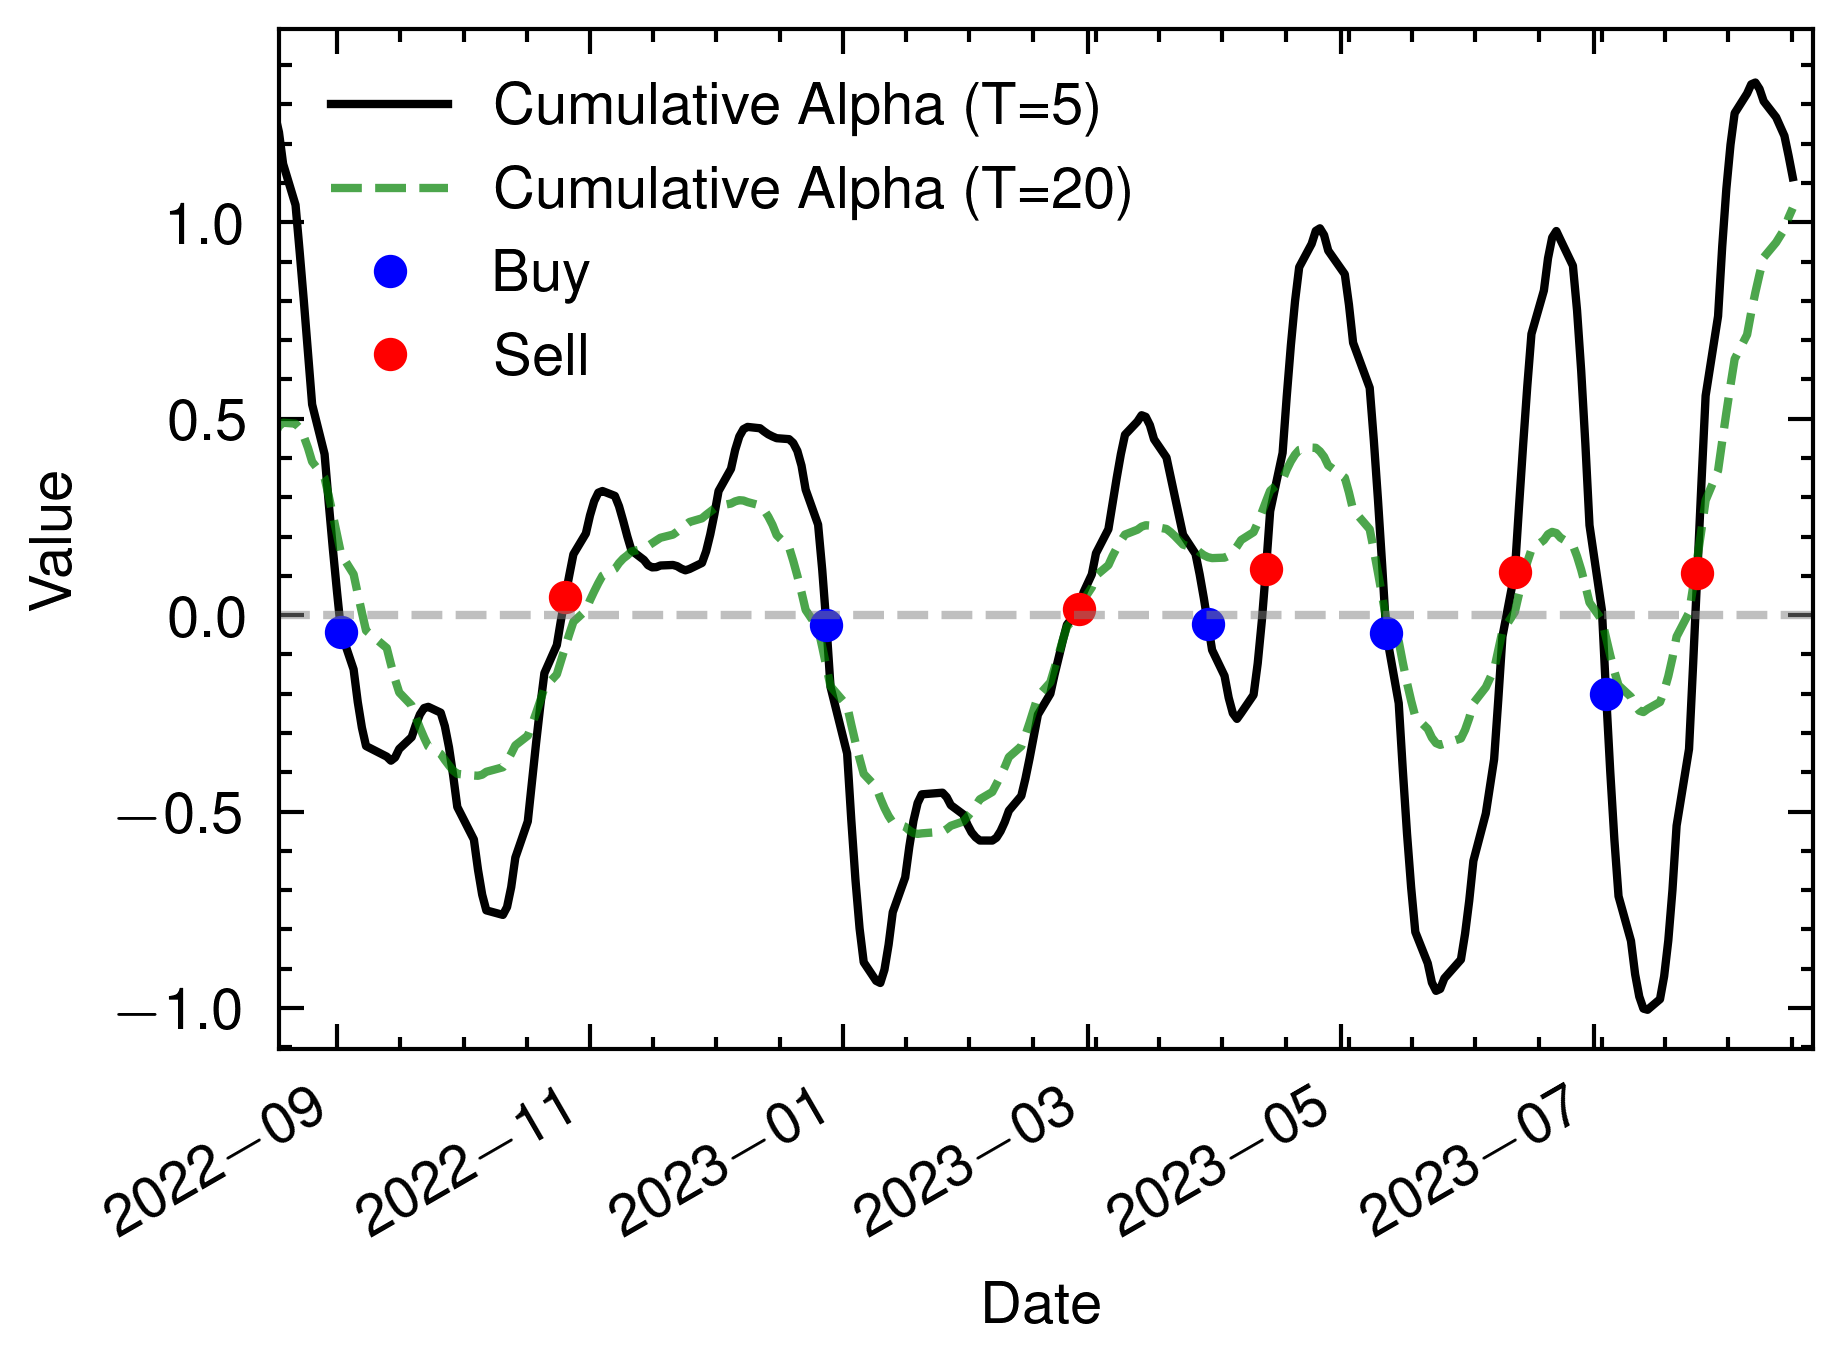 Cumulative Alpha (T=5)
Cumulative Alpha (T=20)
Buy
Sell
Value
1.0
0.5
0.0
−0.5
−1.0
2022−09
2022−11
2023−01
2023−03
2023−05
2023−07
Date